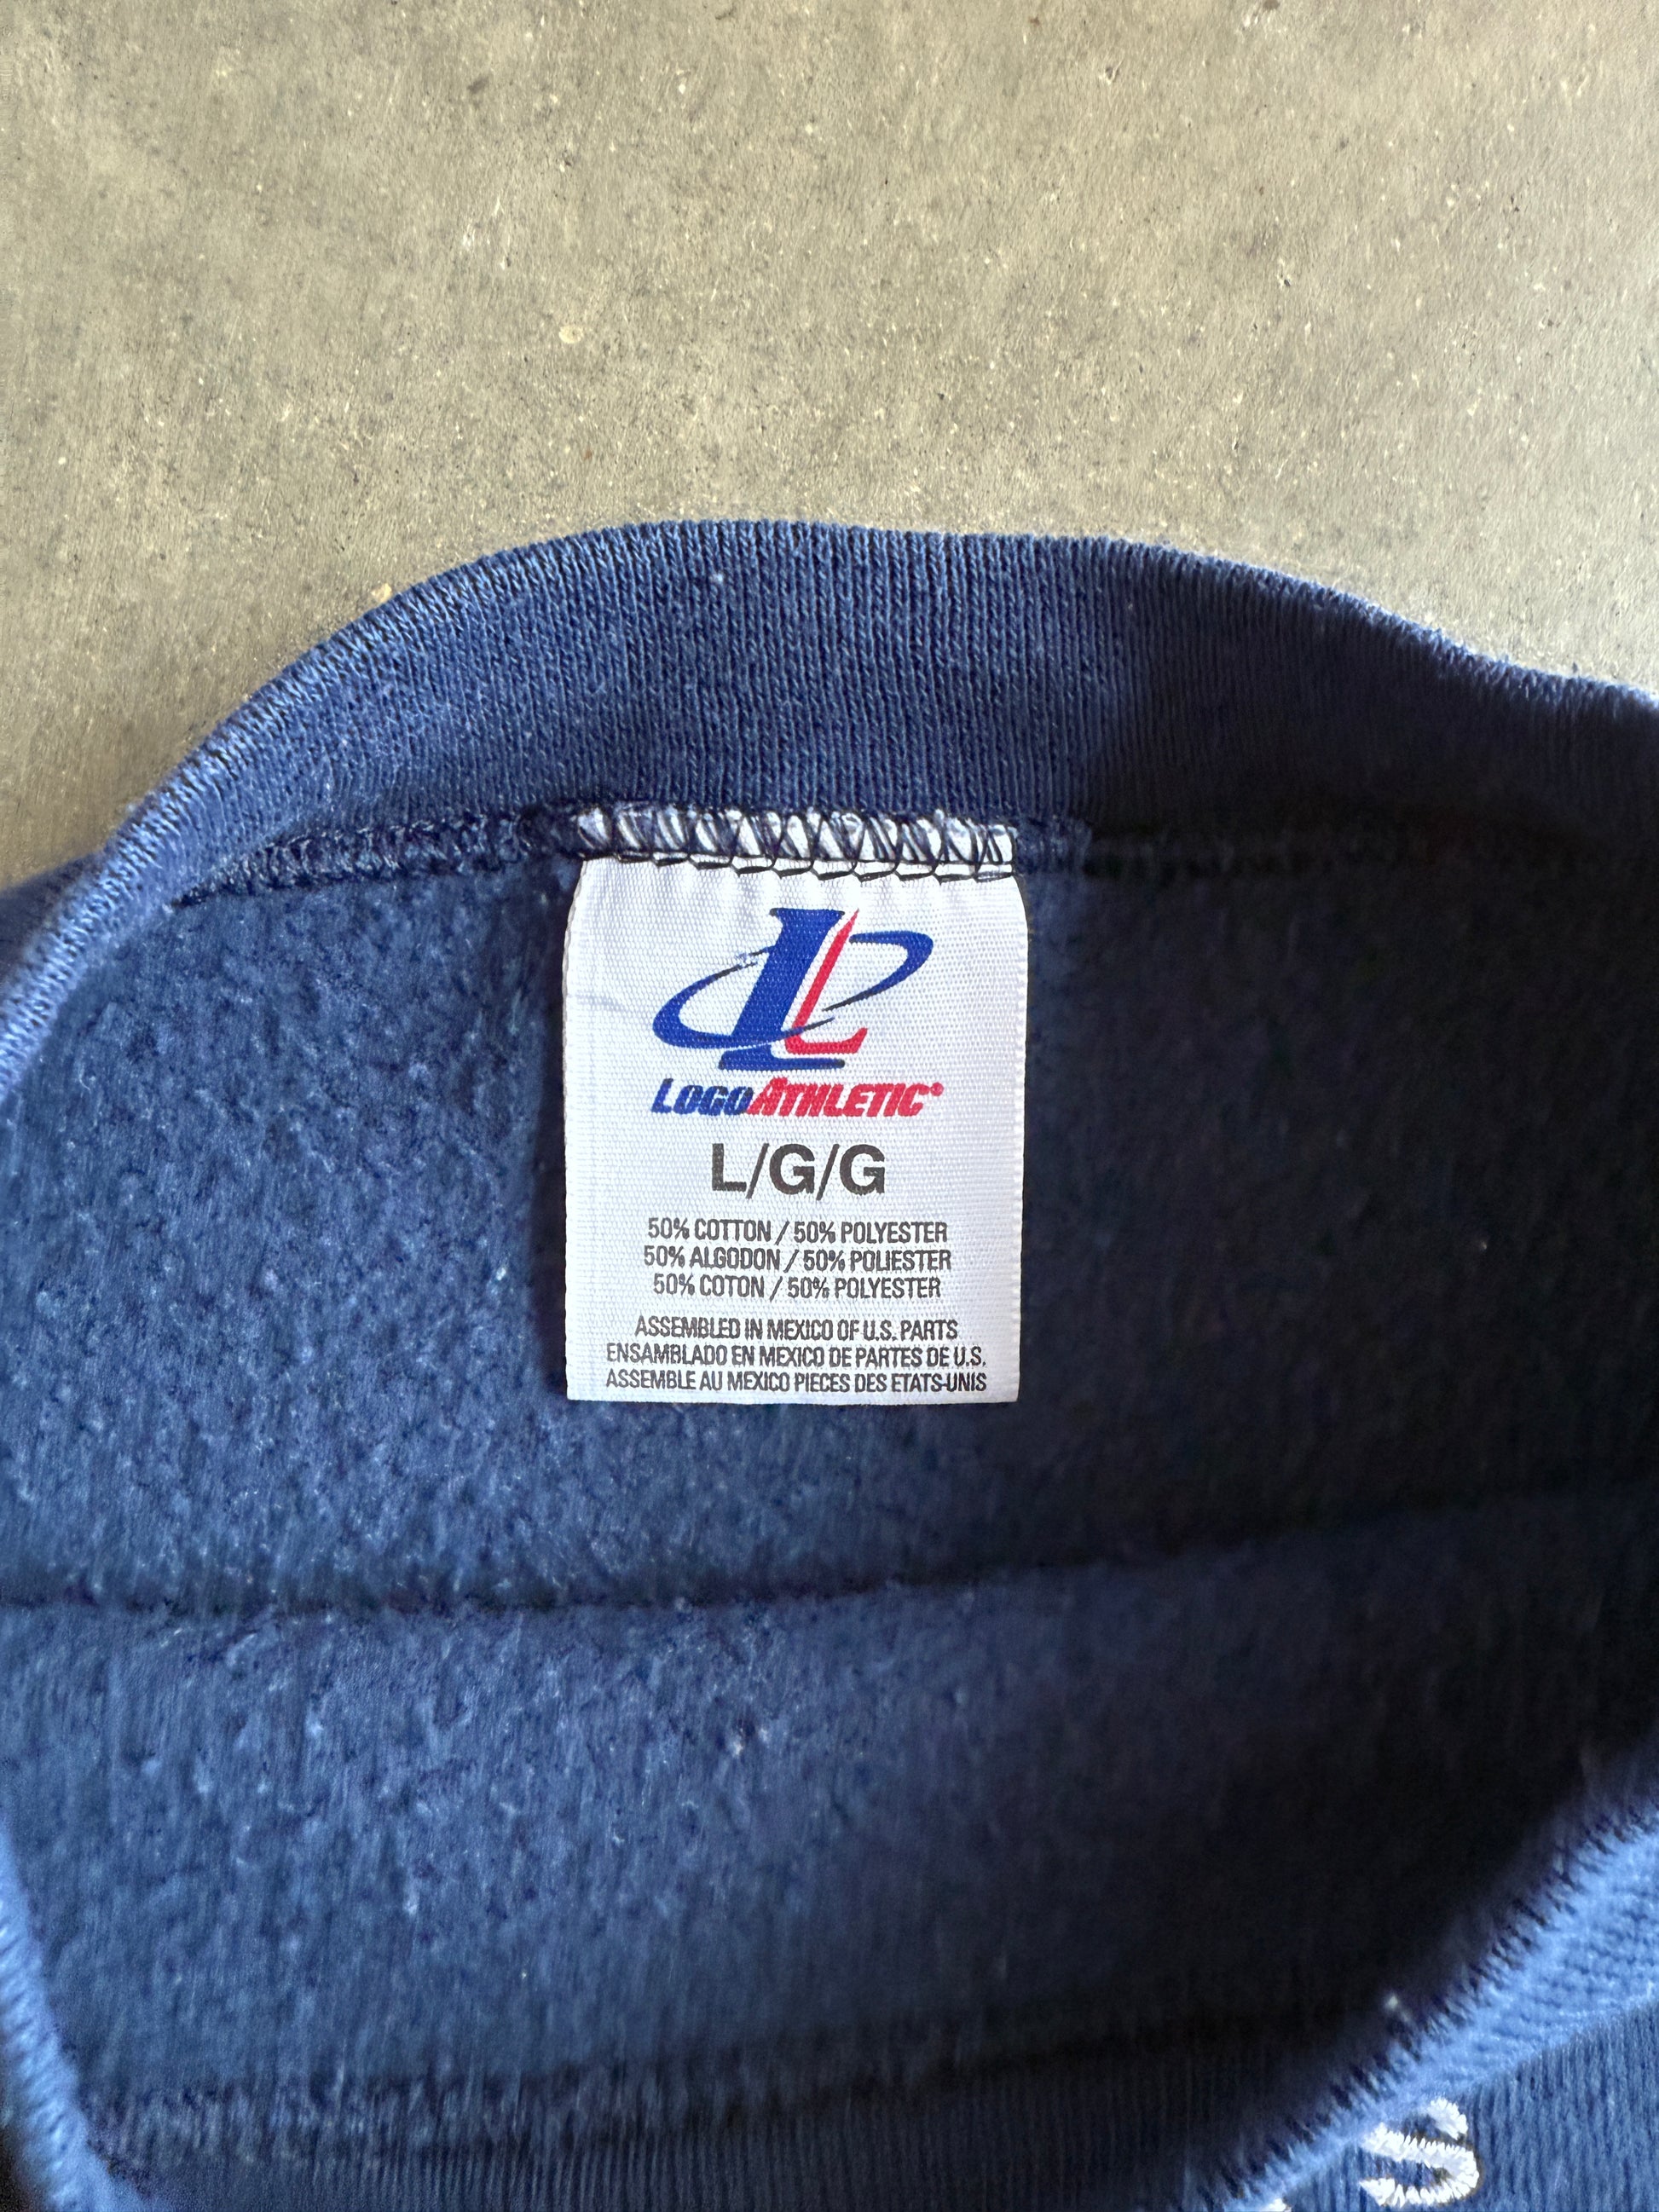 L
LOGOATHLETIC®
L/G/G
50% COTTON / 50% POLYESTER
50% ALGODON / 50% POLIESTER
50% COTON / 50% POLYESTER
ASSEMBLED IN MEXICO OF U.S. PARTS
ENSAMBLADO EN MEXICO DE PARTES DE U.S.
ASSEMBLE AU MEXICO PIECES DES ETATS-UNIS
S